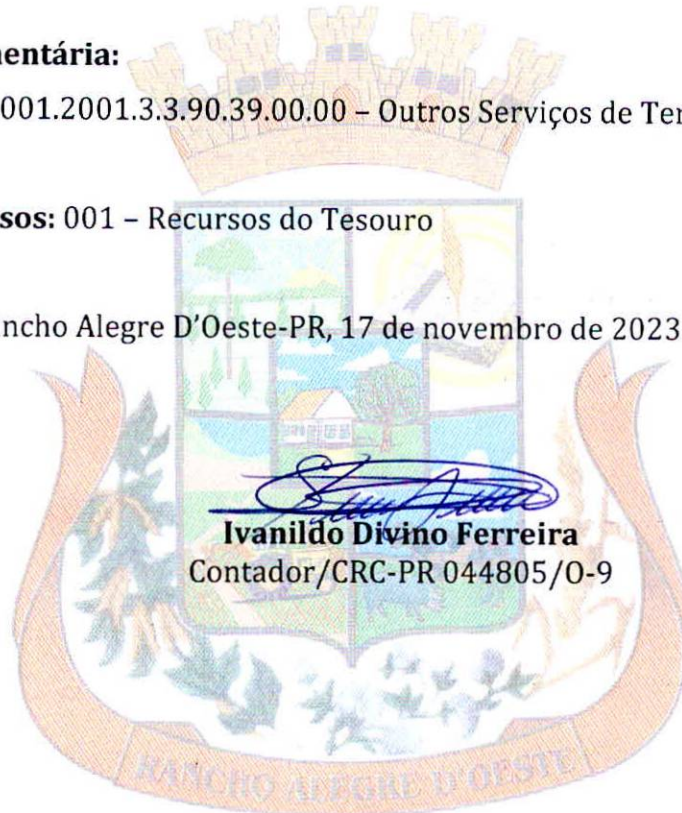 mentária:
001.2001.3.3.90.39.00.00 – Outros Serviços de Ter
sos: 001 – Recursos do Tesouro
ncho Alegre D'Oeste-PR, 17 de novembro de 2023
Ivanildo Divino Ferreira
Contador/CRC-PR 044805/O-9
RANCHO ALEGRE D'OESTE